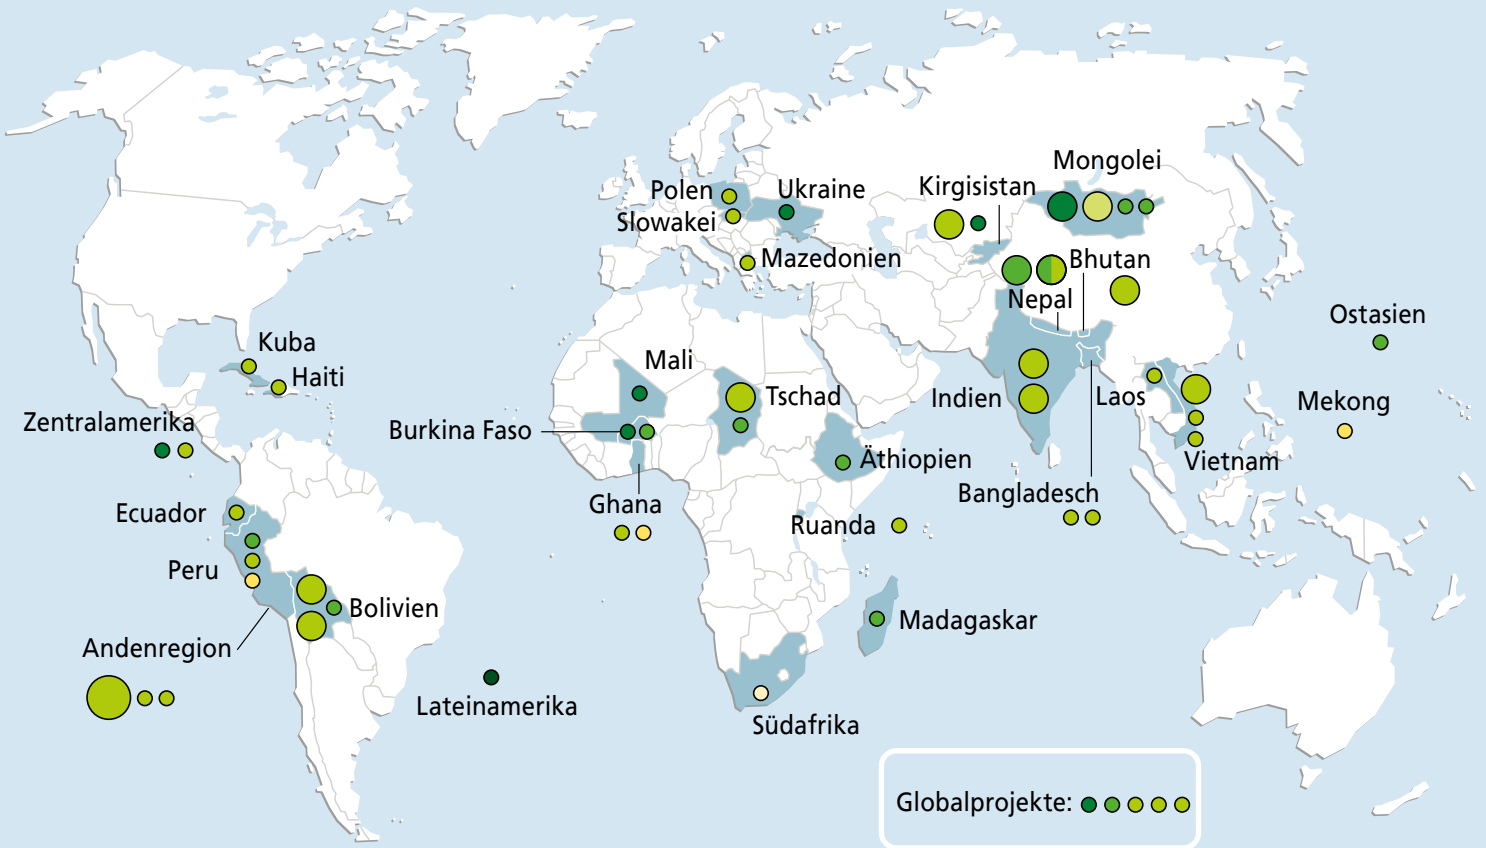 Mongolei
Kirgisistan
Polen
Ukraine
Slowakei
Mazedonien
Bhutan
Nepal
Ostasien
Kuba
Haiti
Mali
Tschad
Indien
Laos
Mekong
Zentralamerika
Burkina Faso
Äthiopien
Vietnam
Ghana
Bangladesch
Ecuador
Ruanda
Peru
Bolivien
Madagaskar
Andenregion
Lateinamerika
Südafrika
Globalprojekte: